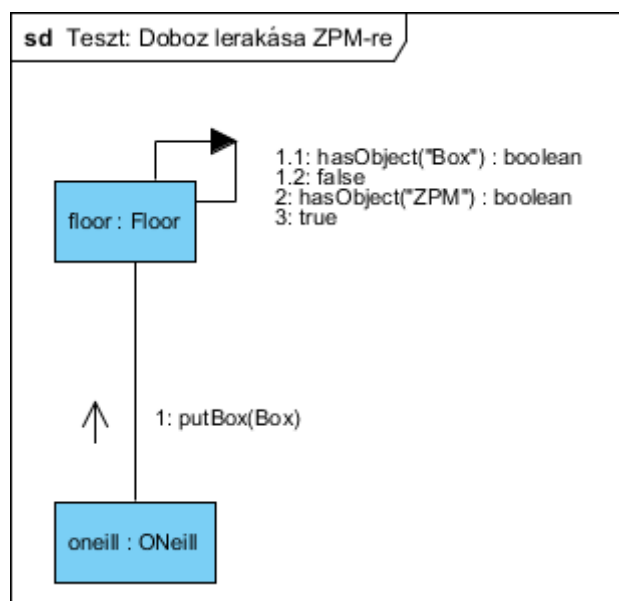 sd Teszt: Doboz lerakása ZPM-re
1.1: hasObject("Box") : boolean
1.2: false
2: hasObject("ZPM") : boolean
3: true
floor : Floor
1: putBox(Box)
oneill : ONeill